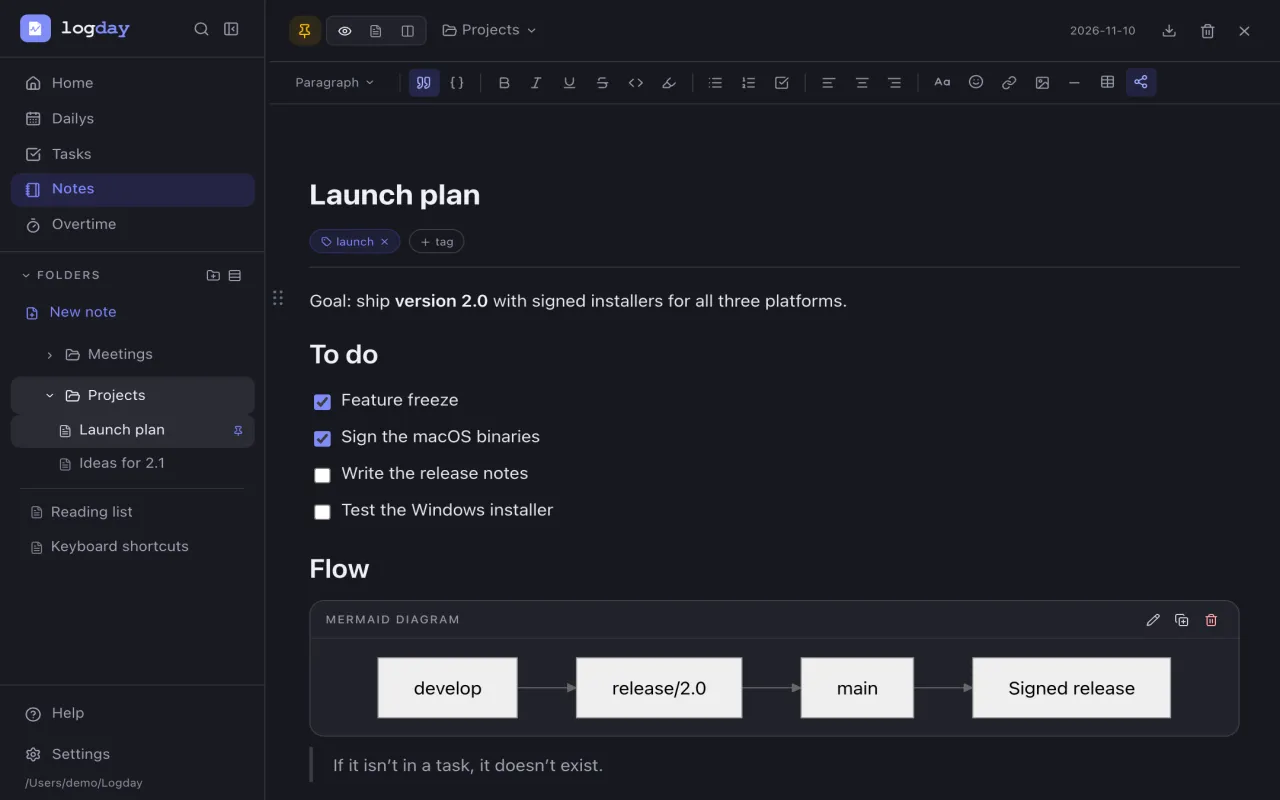 logday
Projects
2026-11-10
Home
Dailys
Tasks
Notes
Overtime
FOLDERS
New note
Meetings
Projects
Launch plan
Ideas for 2.1
Reading list
Keyboard shortcuts
Help
Settings
/Users/demo/Logday
Paragraph
Aa
Launch plan
launch ×
+ tag
Goal: ship version 2.0 with signed installers for all three platforms.
To do
Feature freeze
Sign the macOS binaries
Write the release notes
Test the Windows installer
Flow
MERMAID DIAGRAM
develop
release/2.0
main
Signed release
If it isn’t in a task, it doesn’t exist.